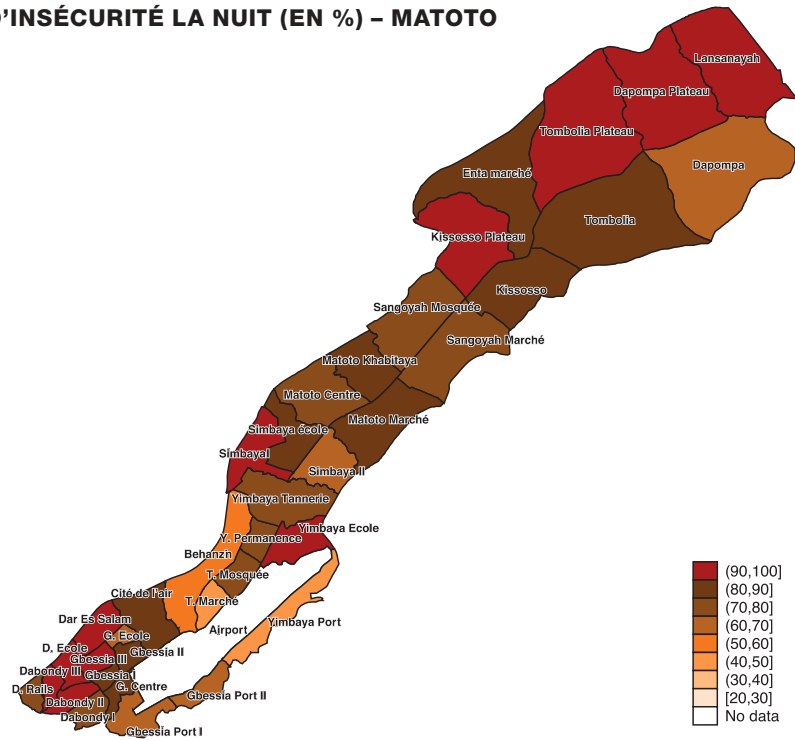 D'INSÉCURITÉ LA NUIT (EN %) – MATOTO
Lansanayah
Dapompa Plateau
Tombolia Plateau
Dapompa
Enta marché
Tombolia
Kissosso Plateau
Kissosso
Sangoyah Mosquée
Sangoyah Marché
Matoto Khabitaya
Matoto Centre
Matoto Marché
Simbaya école
SimbayaI
Simbaya II
Yimbaya Tannerie
Yimbaya Ecole
Y. Permanence
Behanzn
T. Mosquée
Cité de l'air
T. Marché
Dar Es Salam
Yimbaya Port
Airport
G. Ecole
D. Ecole
Gbessia II
Gbessia III
Dabondy III
Gbessia I
G. Centre
D. Rails
Gbessia Port II
Dabondy II
Dabondy I
Gbessia Port I
(90,100]
(80,90]
(70,80]
(60,70]
(50,60]
(40,50]
(30,40]
[20,30]
No data